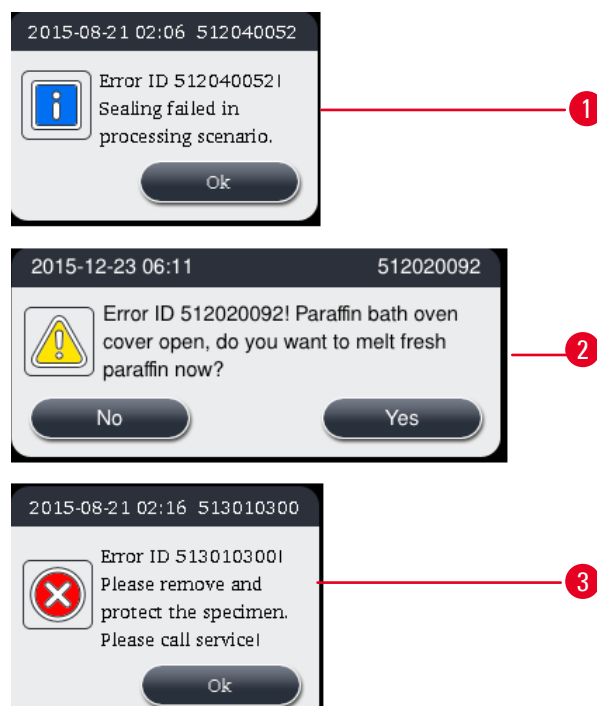 2015-08-21 02:06 512040052
Error ID 512040052!
Sealing failed in
processing scenario.
Ok
1
2015-12-23 06:11 512020092
Error ID 512020092! Paraffin bath oven
cover open, do you want to melt fresh
paraffin now?
No Yes
2
2015-08-21 02:16 513010300
Error ID 513010300!
Please remove and
protect the specimen.
Please call service!
Ok
3